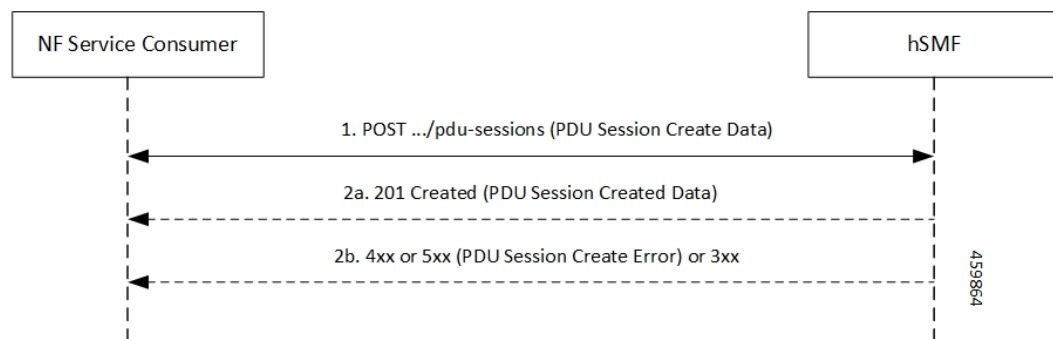 NF Service Consumer
hSMF
1. POST .../pdu-sessions (PDU Session Create Data)
2a. 201 Created (PDU Session Created Data)
2b. 4xx or 5xx (PDU Session Create Error) or 3xx
459864